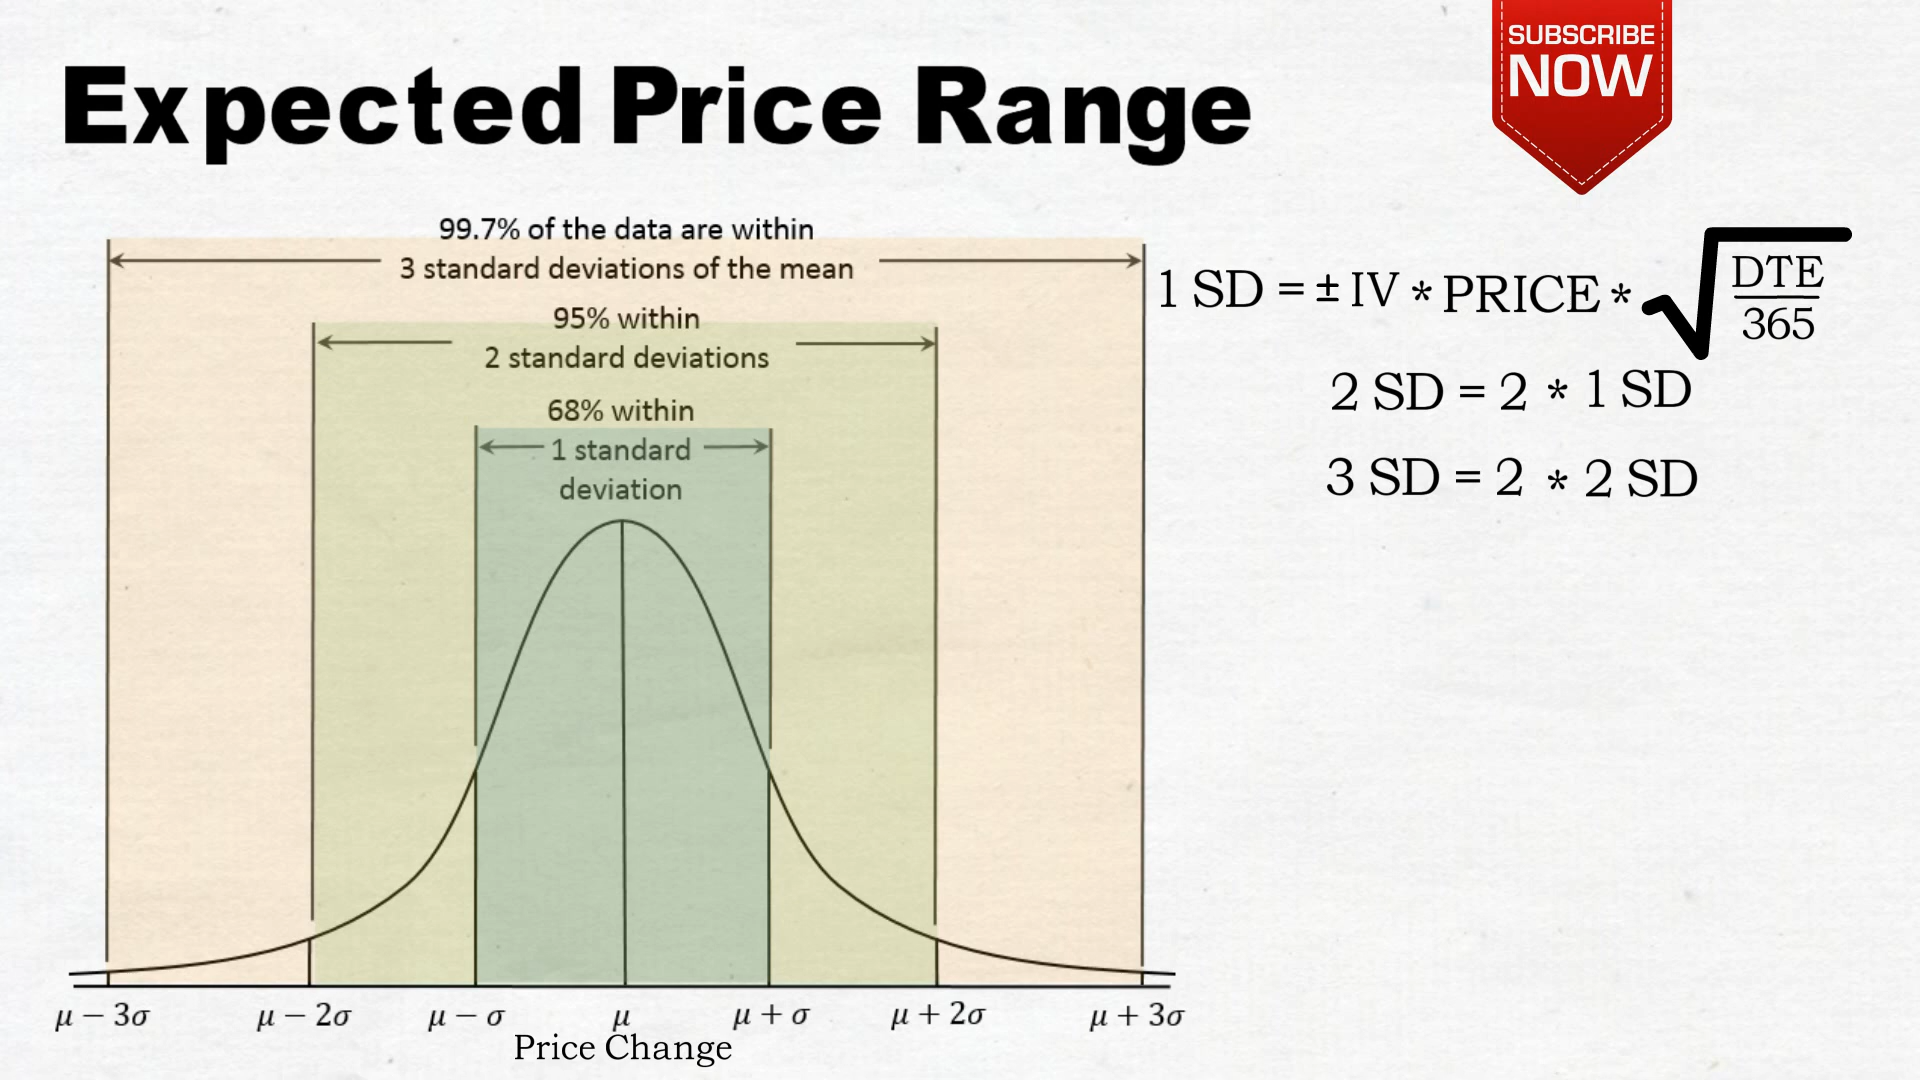 Expected Price Range
SUBSCRIBE
NOW
99.7% of the data are within
3 standard deviations of the mean
95% within
2 standard deviations
68% within
1 standard
deviation
μ − 3σ
μ − 2σ
μ − σ
μ
μ + σ
μ + 2σ
μ + 3σ
Price Change
1 SD = ± IV * PRICE * √ DTE / 365
2 SD = 2 * 1 SD
3 SD = 2 * 2 SD